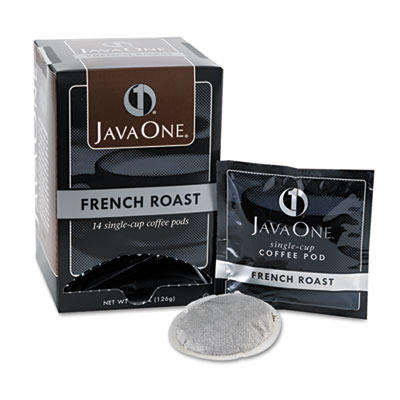 1
JAVAONE®
FRENCH ROAST
14 single-cup coffee pods
NET WT. (126g)
1
JAVAONE
single-cup
COFFEE POD
FRENCH ROAST